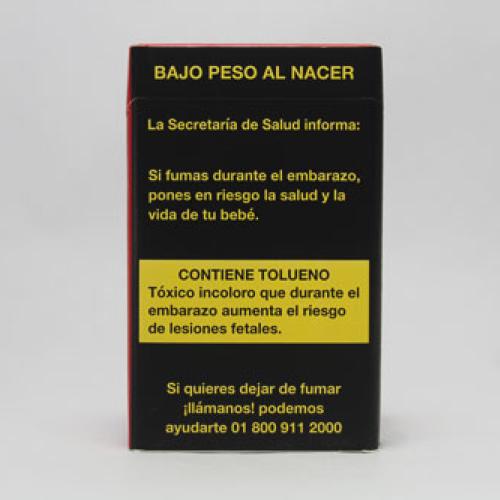 BAJO PESO AL NACER
La Secretaría de Salud informa:
Si fumas durante el embarazo,
pones en riesgo la salud y la
vida de tu bebé.
CONTIENE TOLUENO
Tóxico incoloro que durante el
embarazo aumenta el riesgo
de lesiones fetales.
Si quieres dejar de fumar
¡llámanos! podemos
ayudarte 01 800 911 2000